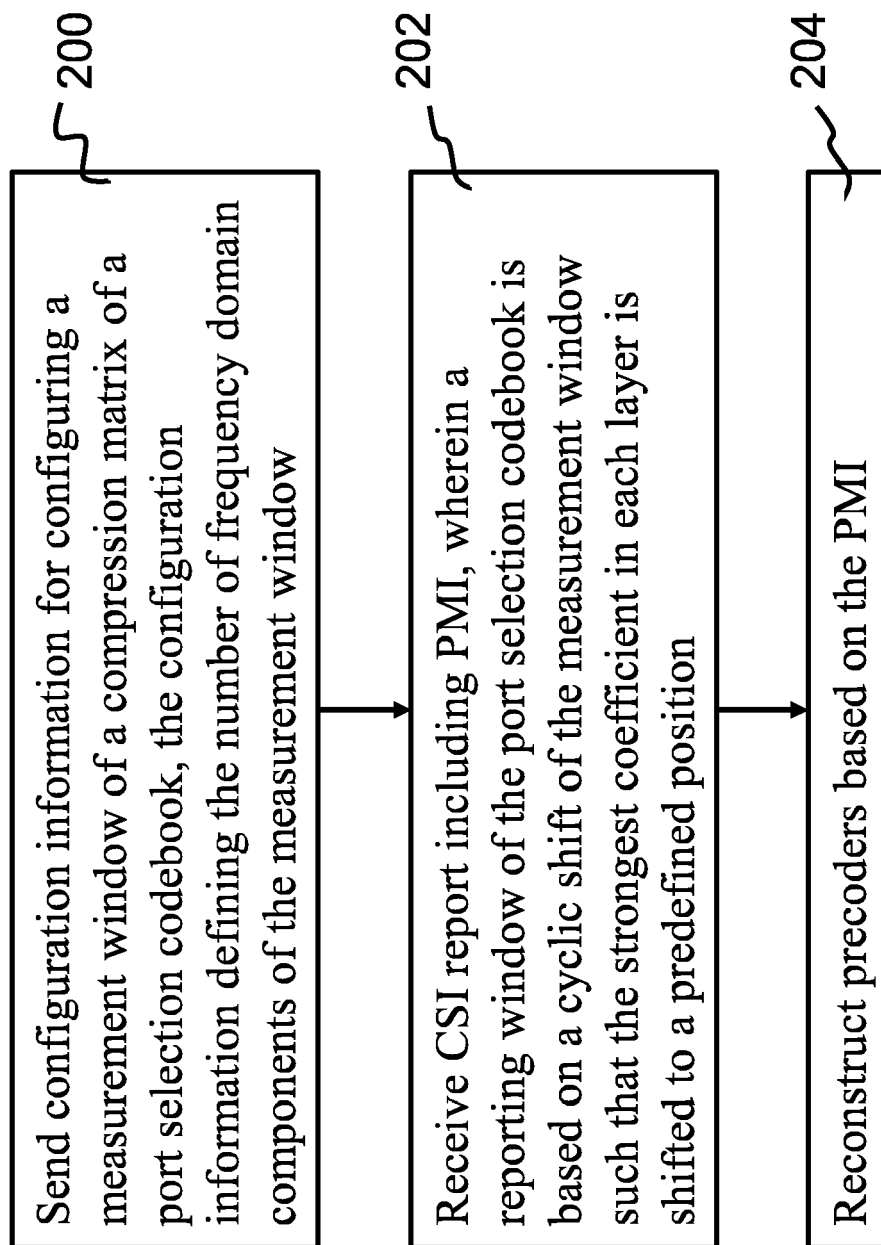 Send configuration information for configuring a
measurement window of a compression matrix of a
port selection codebook, the configuration
information defining the number of frequency domain
components of the measurement window
200
Receive CSI report including PMI, wherein a
reporting window of the port selection codebook is
based on a cyclic shift of the measurement window
such that the strongest coefficient in each layer is
shifted to a predefined position
202
Reconstruct precoders based on the PMI
204